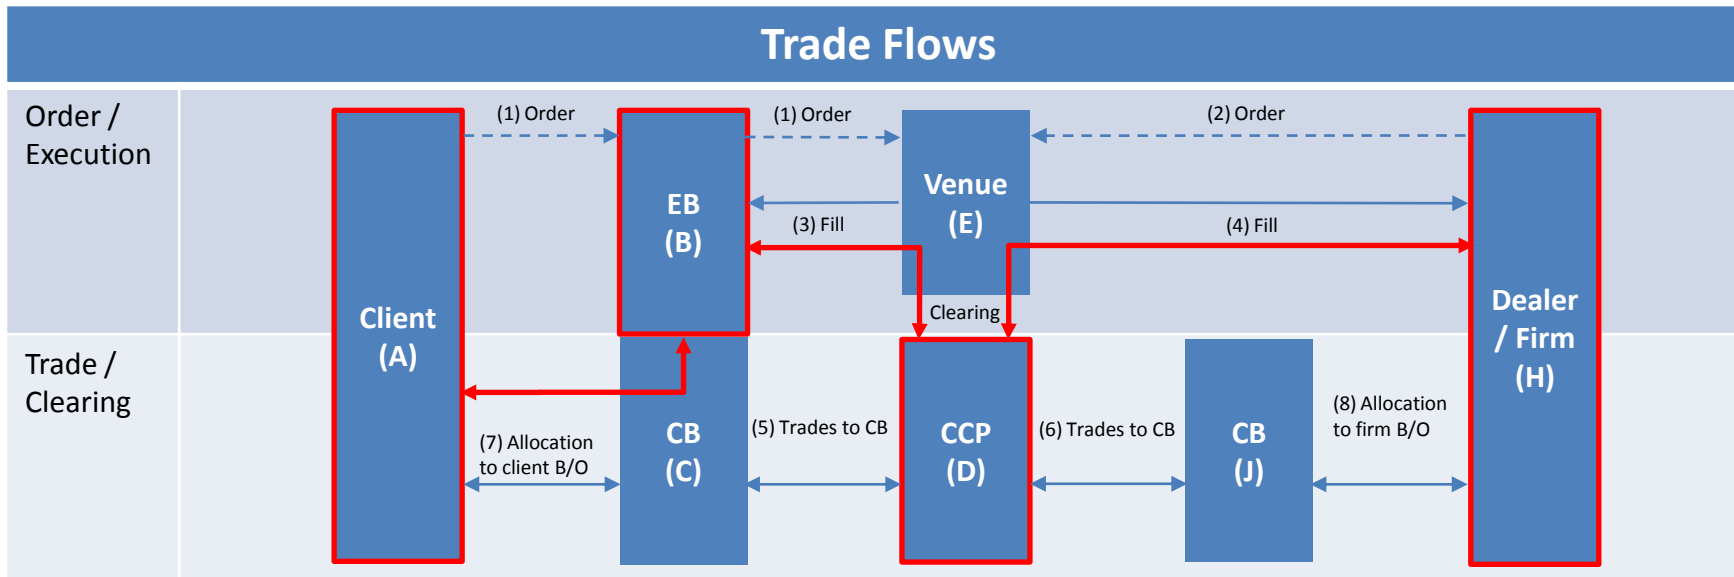 Trade Flows
Order /
Execution
(1) Order
(1) Order
(2) Order
EB
(B)
Venue
(E)
(3) Fill
(4) Fill
Client
(A)
Clearing
Dealer
/ Firm
(H)
Trade /
Clearing
(7) Allocation
to client B/O
CB
(C)
(5) Trades to CB
CCP
(D)
(6) Trades to CB
CB
(J)
(8) Allocation
to firm B/O